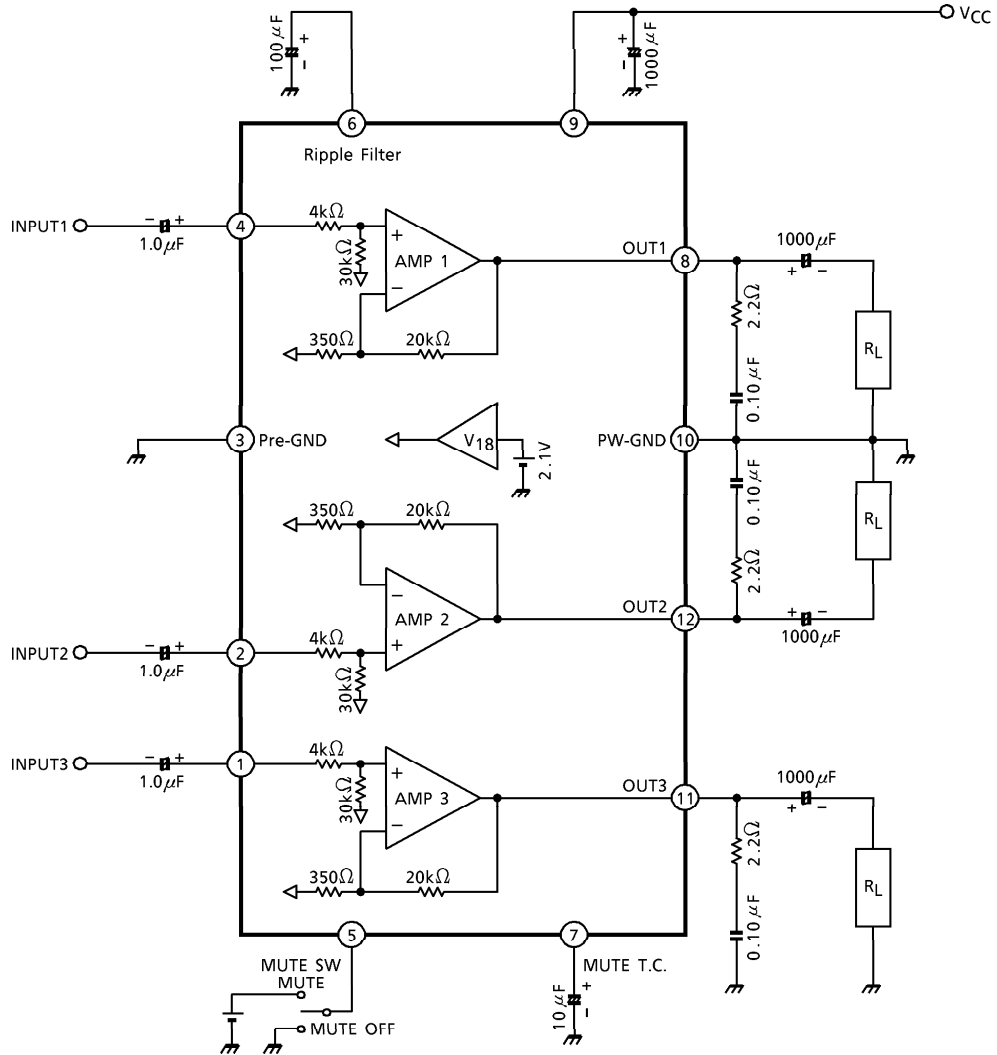 100μF
+
-
+
-
1000μF
VCC
6
9
Ripple Filter
INPUT1
- +
1.0μF
4
4kΩ
30kΩ
+
AMP 1
-
350Ω
20kΩ
OUT1
8
1000μF
+ -
2.2Ω
0.10μF
RL
3
Pre-GND
V18
2.1V
PW-GND
10
0.10μF
2.2Ω
RL
350Ω
20kΩ
-
AMP 2
+
OUT2
12
+ -
1000μF
INPUT2
- +
1.0μF
2
4kΩ
30kΩ
INPUT3
- +
1.0μF
1
4kΩ
30kΩ
+
AMP 3
-
350Ω
20kΩ
OUT3
11
1000μF
+ -
2.2Ω
0.10μF
RL
5
7
MUTE SW
MUTE
MUTE OFF
MUTE T.C.
10μF
+
-